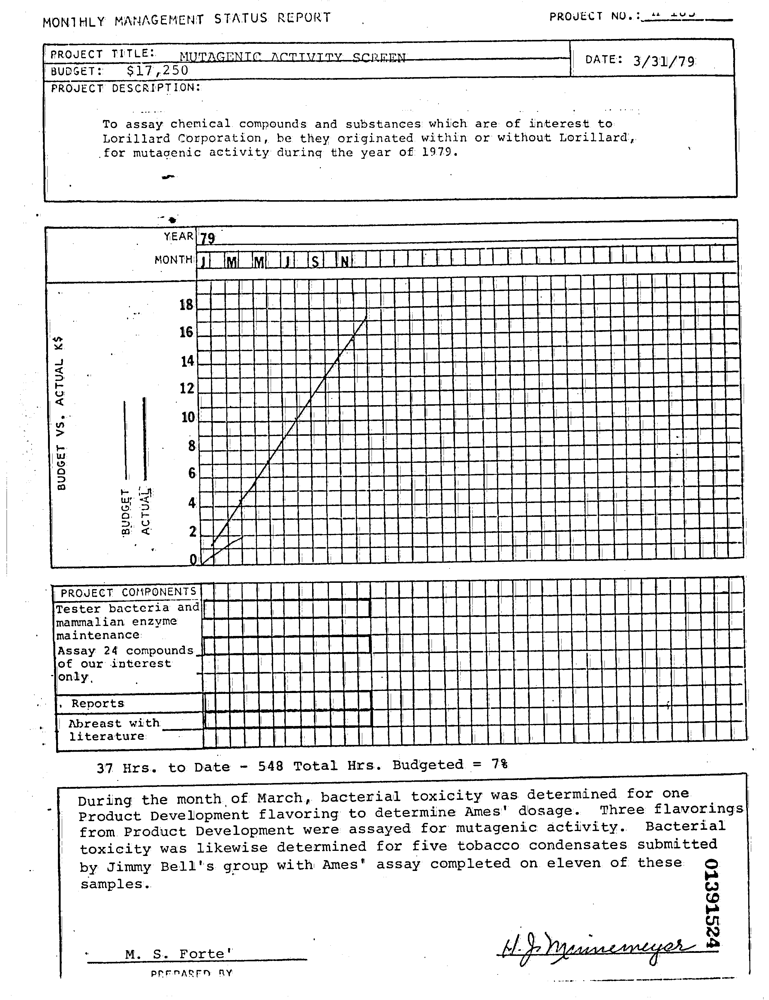 MONTHLY MANAGEMENT STATUS REPORT
PROJECT NO.:
PROJECT TITLE: MUTAGENIC ACTIVITY SCREEN
DATE: 3/31/79
BUDGET: $17,250
PROJECT DESCRIPTION:
To assay chemical compounds and substances which are of interest to
Lorillard Corporation, be they originated within or without Lorillard,
for mutagenic activity during the year of 1979.
YEAR 79
MONTH J M M J S N
BUDGET VS. ACTUAL K$
BUDGET
ACTUAL
18
16
14
12
10
8
6
4
2
0
PROJECT COMPONENTS
Tester bacteria and
mammalian enzyme
maintenance
Assay 24 compounds
of our interest
only.
. Reports
Abreast with
literature
37 Hrs. to Date - 548 Total Hrs. Budgeted = 7%
During the month of March, bacterial toxicity was determined for one
Product Development flavoring to determine Ames' dosage. Three flavorings
from Product Development were assayed for mutagenic activity. Bacterial
toxicity was likewise determined for five tobacco condensates submitted
by Jimmy Bell's group with Ames' assay completed on eleven of these
samples.
01391524
M. S. Forte'
H. J. Minnemeyer
PREPARED BY